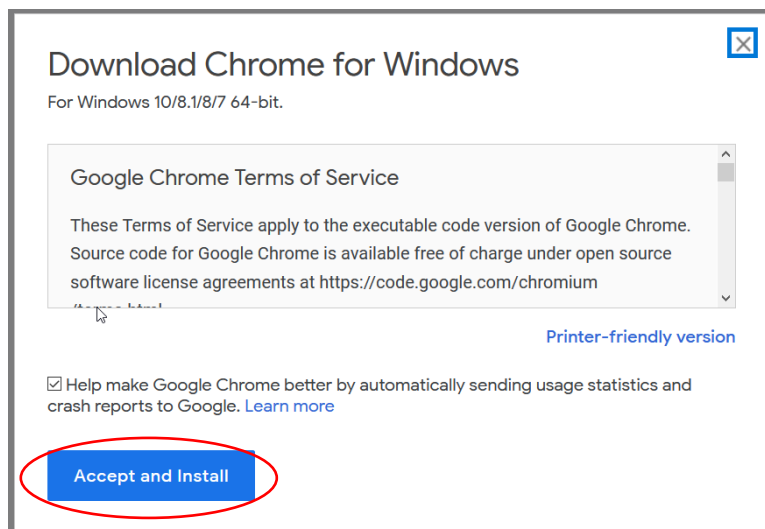 Download Chrome for Windows
For Windows 10/8.1/8/7 64-bit.
Google Chrome Terms of Service
These Terms of Service apply to the executable code version of Google Chrome.
Source code for Google Chrome is available free of charge under open source
software license agreements at https://code.google.com/chromium
Printer-friendly version
Help make Google Chrome better by automatically sending usage statistics and
crash reports to Google. Learn more
Accept and Install